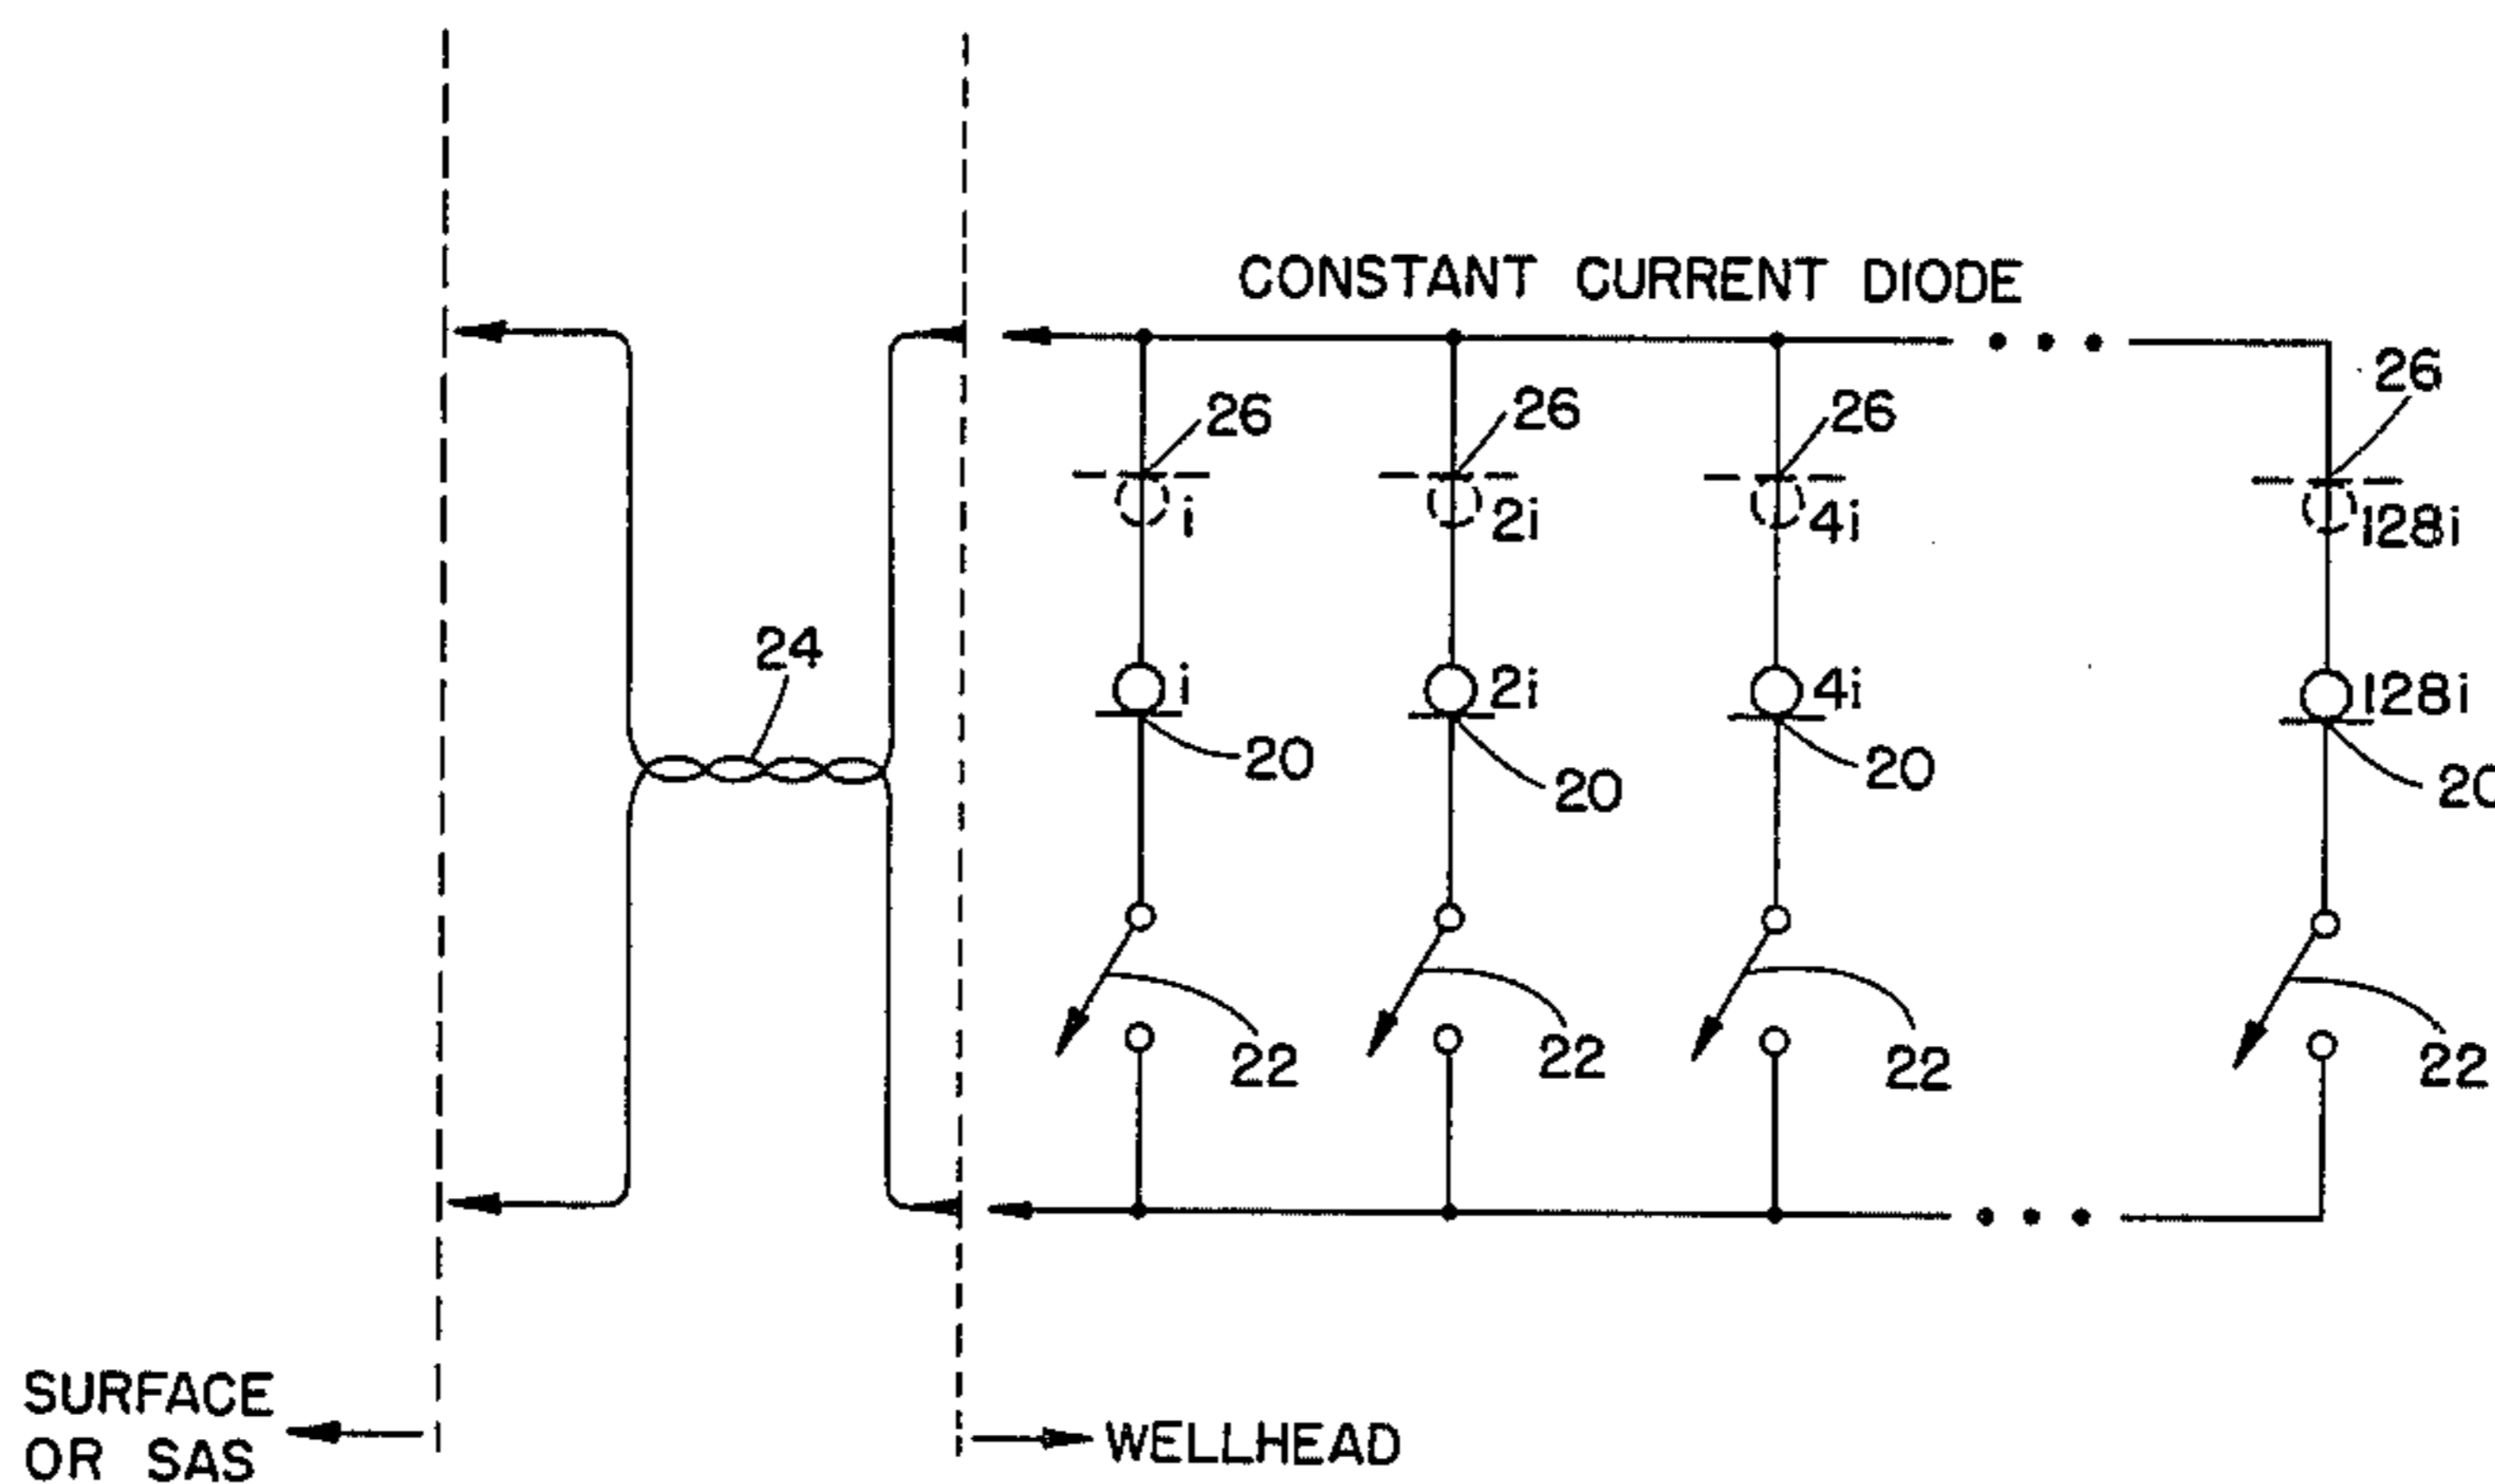 CONSTANT CURRENT DIODE
26 26 26 26
i 2i 4i 128i
24
i 2i 4i 128i
20 20 20 20
22 22 22 22
SURFACE
OR SAS
WELLHEAD